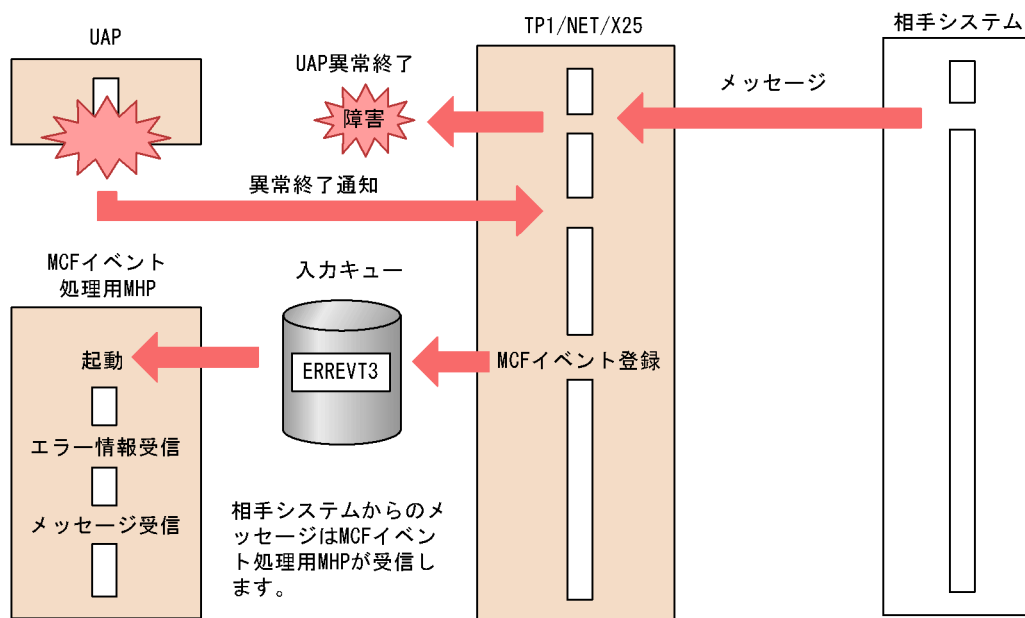 UAP
TP1/NET/X25
相手システム
UAP異常終了
障害
メッセージ
異常終了通知
MCFイベント
処理用MHP
入力キュー
起動
ERREVT3
MCFイベント登録
エラー情報受信
メッセージ受信
相手システムからのメ
ッセージはMCFイベン
ト処理用MHPが受信し
ます。